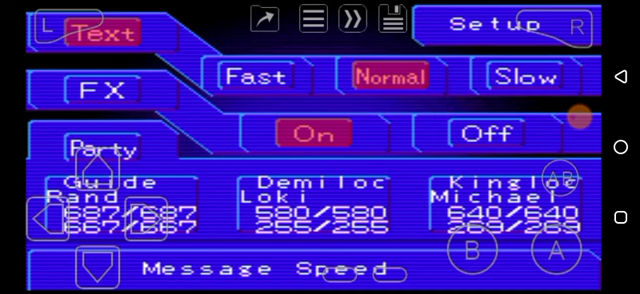 L
Text
Setup
R
Fast
Normal
Slow
FX
On
Off
Party
AB
Guide
Demiloc
Kingloc
Rand
Loki
Michael
687/687
580/580
640/640
667/667
255/255
269/269
B
A
Message Speed